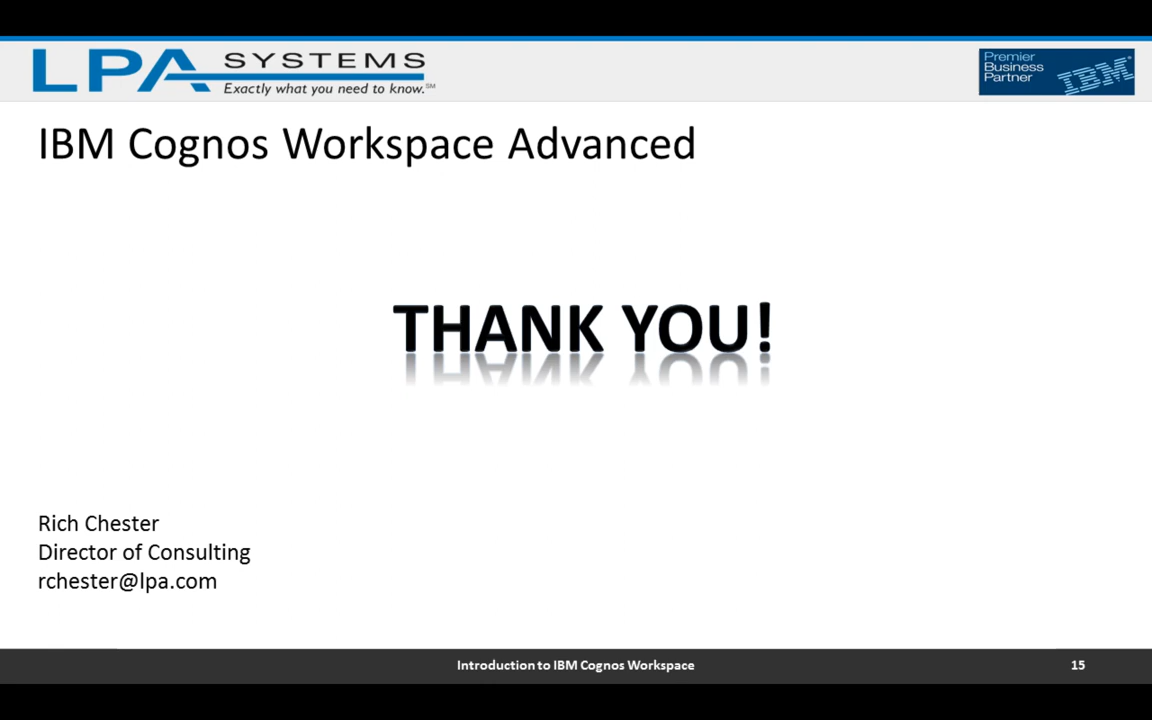 LPA SYSTEMS
Exactly what you need to know.SM
Premier
Business
Partner
IBM
IBM Cognos Workspace Advanced
THANK YOU!
Rich Chester
Director of Consulting
rchester@lpa.com
Introduction to IBM Cognos Workspace
15